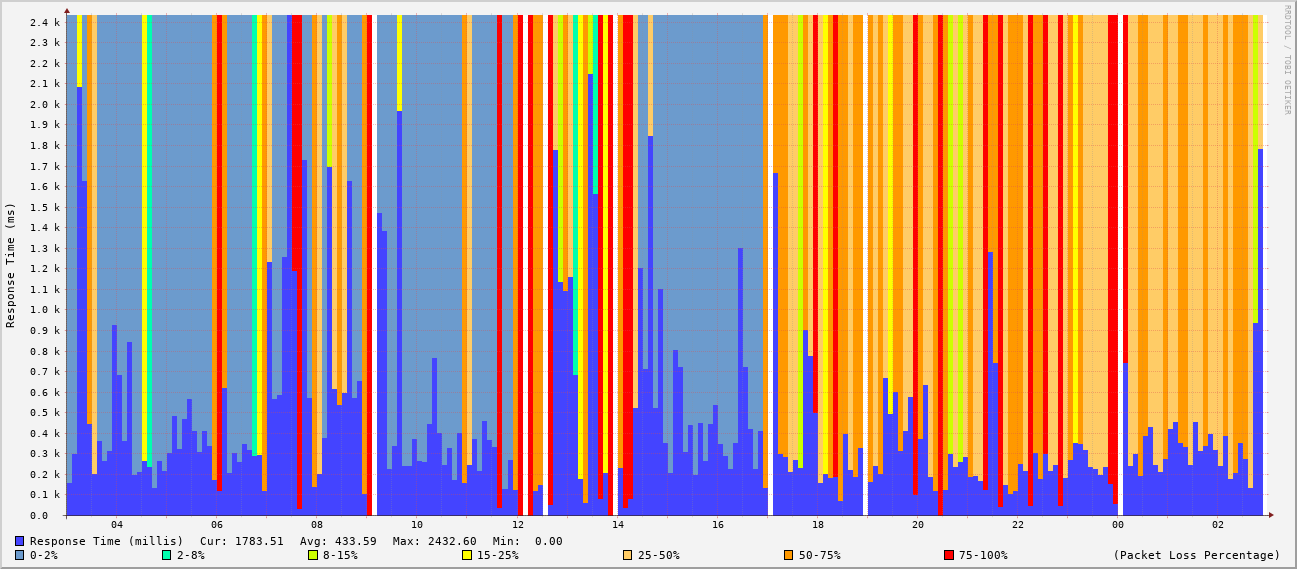 RRDTOOL / TOBI OETIKER
Response Time (ms)
2.4 k
2.3 k
2.2 k
2.1 k
2.0 k
1.9 k
1.8 k
1.7 k
1.6 k
1.5 k
1.4 k
1.3 k
1.2 k
1.1 k
1.0 k
0.9 k
0.8 k
0.7 k
0.6 k
0.5 k
0.4 k
0.3 k
0.2 k
0.1 k
0.0
04 06 08 10 12 14 16 18 20 22 00 02
Response Time (millis) Cur: 1783.51 Avg: 433.59 Max: 2432.60 Min: 0.00
0-2% 2-8% 8-15% 15-25% 25-50% 50-75% 75-100% (Packet Loss Percentage)